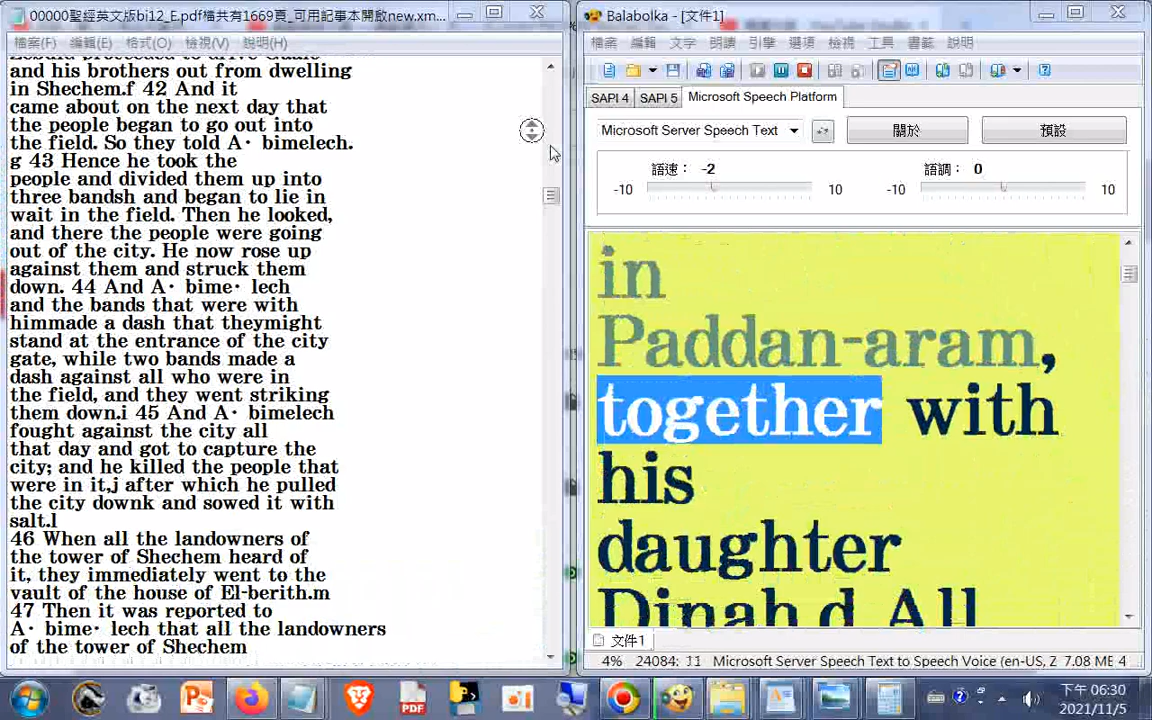 00000聖經英文版bi12_E.pdf檔共有1669頁_可用記事本開啟new.xm...
檔案(F) 編輯(E) 格式(O) 檢視(V) 說明(H)
and his brothers out from dwelling
in Shechem.f 42 And it
came about on the next day that
the people began to go out into
the field. So they told A· bimelech.
g 43 Hence he took the
people and divided them up into
three bandsh and began to lie in
wait in the field. Then he looked,
and there the people were going
out of the city. He now rose up
against them and struck them
down. 44 And A· bime· lech
and the bands that were with
himmade a dash that theymight
stand at the entrance of the city
gate, while two bands made a
dash against all who were in
the field, and they went striking
them down.i 45 And A· bimelech
fought against the city all
that day and got to capture the
city; and he killed the people that
were in it,j after which he pulled
the city downk and sowed it with
salt.l
46 When all the landowners of
the tower of Shechem heard of
it, they immediately went to the
vault of the house of El-berith.m
47 Then it was reported to
A· bime· lech that all the landowners
of the tower of Shechem
Balabolka - [文件1]
檔案 編輯 文字 朗讀 引擎 選項 檢視 工具 書籤 說明
SAPI 4 SAPI 5 Microsoft Speech Platform
Microsoft Server Speech Text 關於 預設
語速： -2 語調： 0
-10 10 -10 10
in
Paddan-aram,
together with
his
daughter
Dinah.d All
文件1
4% 24084: 11 Microsoft Server Speech Text to Speech Voice (en-US, Z 7.08 MB 4
下午 06:30
2021/11/5